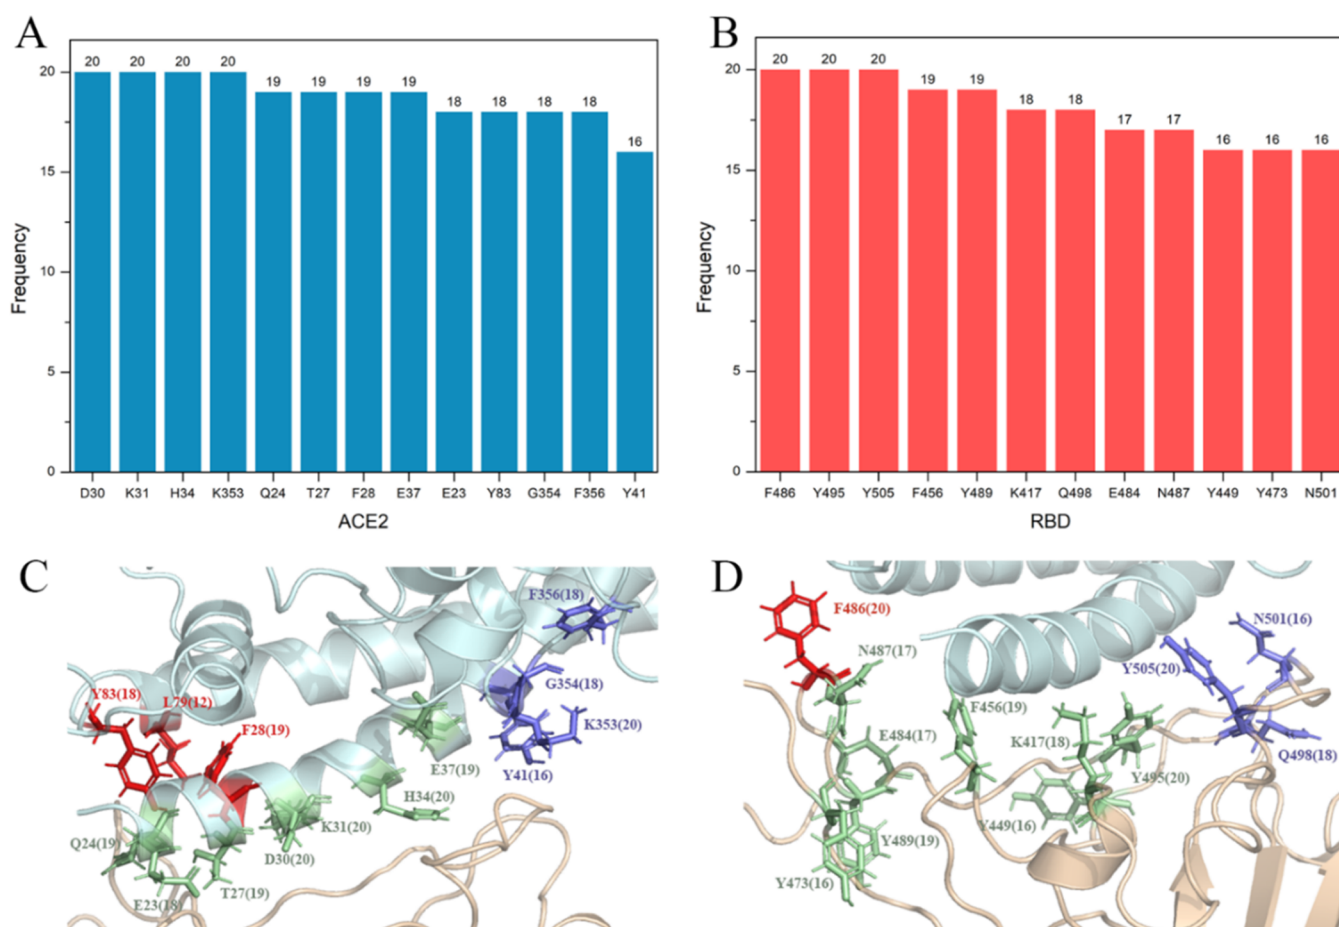 A
20 20 20 20 19 19 19 19 18 18 18 18 16
20
15
10
5
0
Frequency
D30 K31 H34 K353 Q24 T27 F28 E37 E23 Y83 G354 F356 Y41
ACE2
B
20 20 20 19 19 18 18 17 17 16 16 16
20
15
10
5
0
Frequency
F486 Y495 Y505 F456 Y489 K417 Q498 E484 N487 Y449 Y473 N501
RBD
C
F356(18)
G354(18)
Y83(18)
L79(12)
K353(20)
F28(19)
E37(19)
Y41(16)
H34(20)
K31(20)
Q24(19)
D30(20)
T27(19)
E23(18)
D
F486(20)
N501(16)
N487(17)
Y505(20)
F456(19)
E484(17)
K417(18)
Q498(18)
Y495(20)
Y449(16)
Y489(19)
Y473(16)